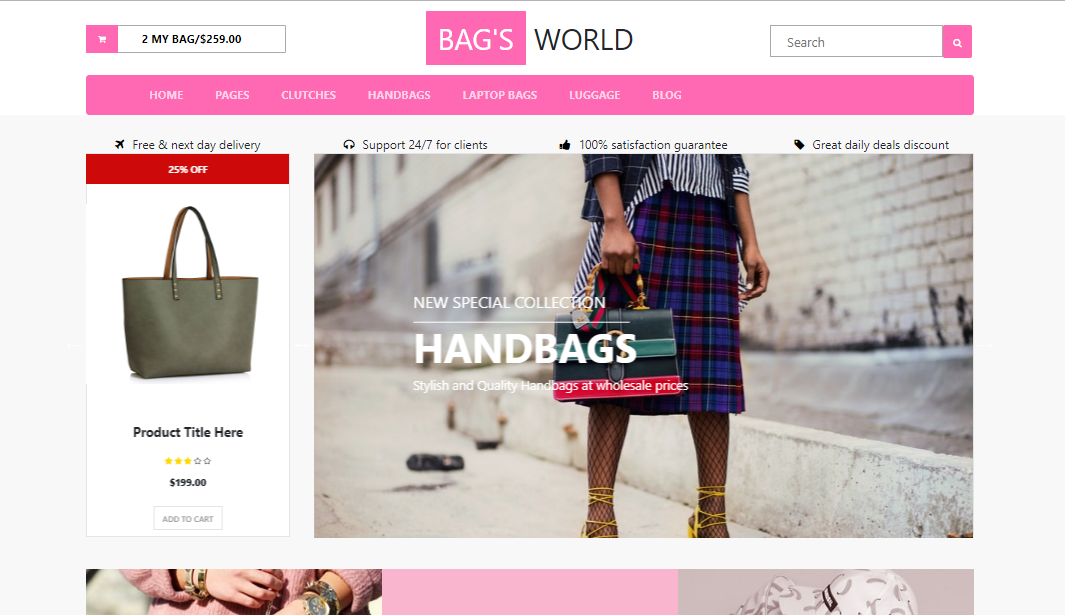 2 MY BAG/$259.00
BAG'S WORLD
Search
HOME PAGES CLUTCHES HANDBAGS LAPTOP BAGS LUGGAGE BLOG
Free & next day delivery
Support 24/7 for clients
100% satisfaction guarantee
Great daily deals discount
25% OFF
Product Title Here
$199.00
ADD TO CART
NEW SPECIAL COLLECTION
HANDBAGS
Stylish and Quality Handbags at wholesale prices